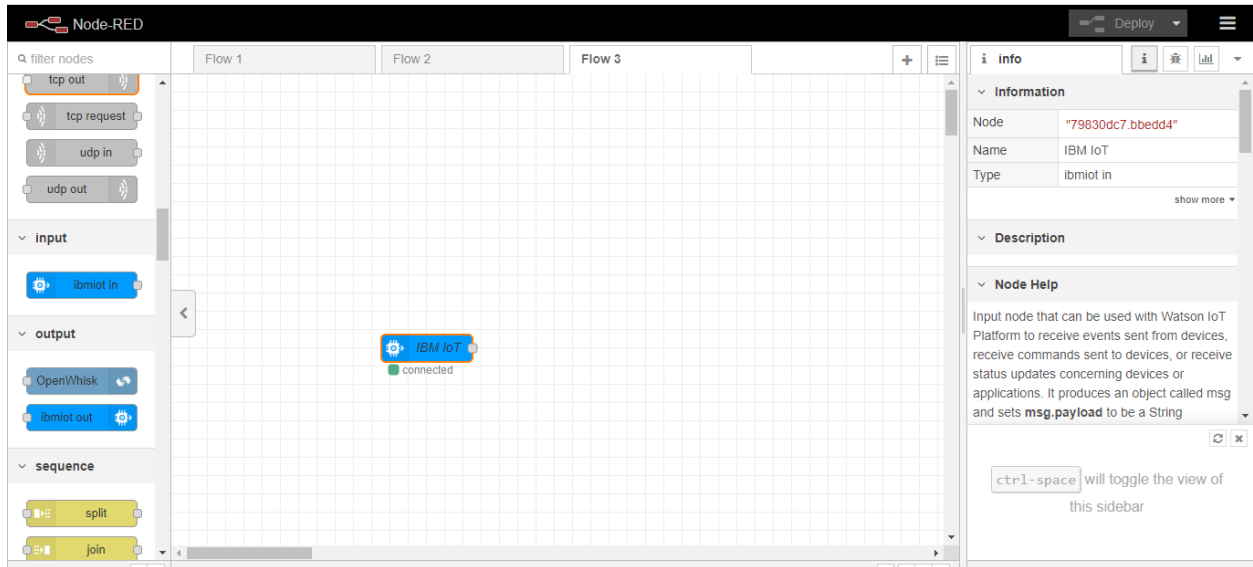 Node-RED
Deploy
filter nodes
tcp out
tcp request
udp in
udp out
input
ibmiot in
output
OpenWhisk
ibmiot out
sequence
split
join
Flow 1
Flow 2
Flow 3
IBM IoT
connected
i info
i
Information
Node "79830dc7.bbedd4"
Name IBM IoT
Type ibmiot in
show more
Description
Node Help
Input node that can be used with Watson IoT
Platform to receive events sent from devices,
receive commands sent to devices, or receive
status updates concerning devices or
applications. It produces an object called msg
and sets msg.payload to be a String
ctrl-space will toggle the view of
this sidebar